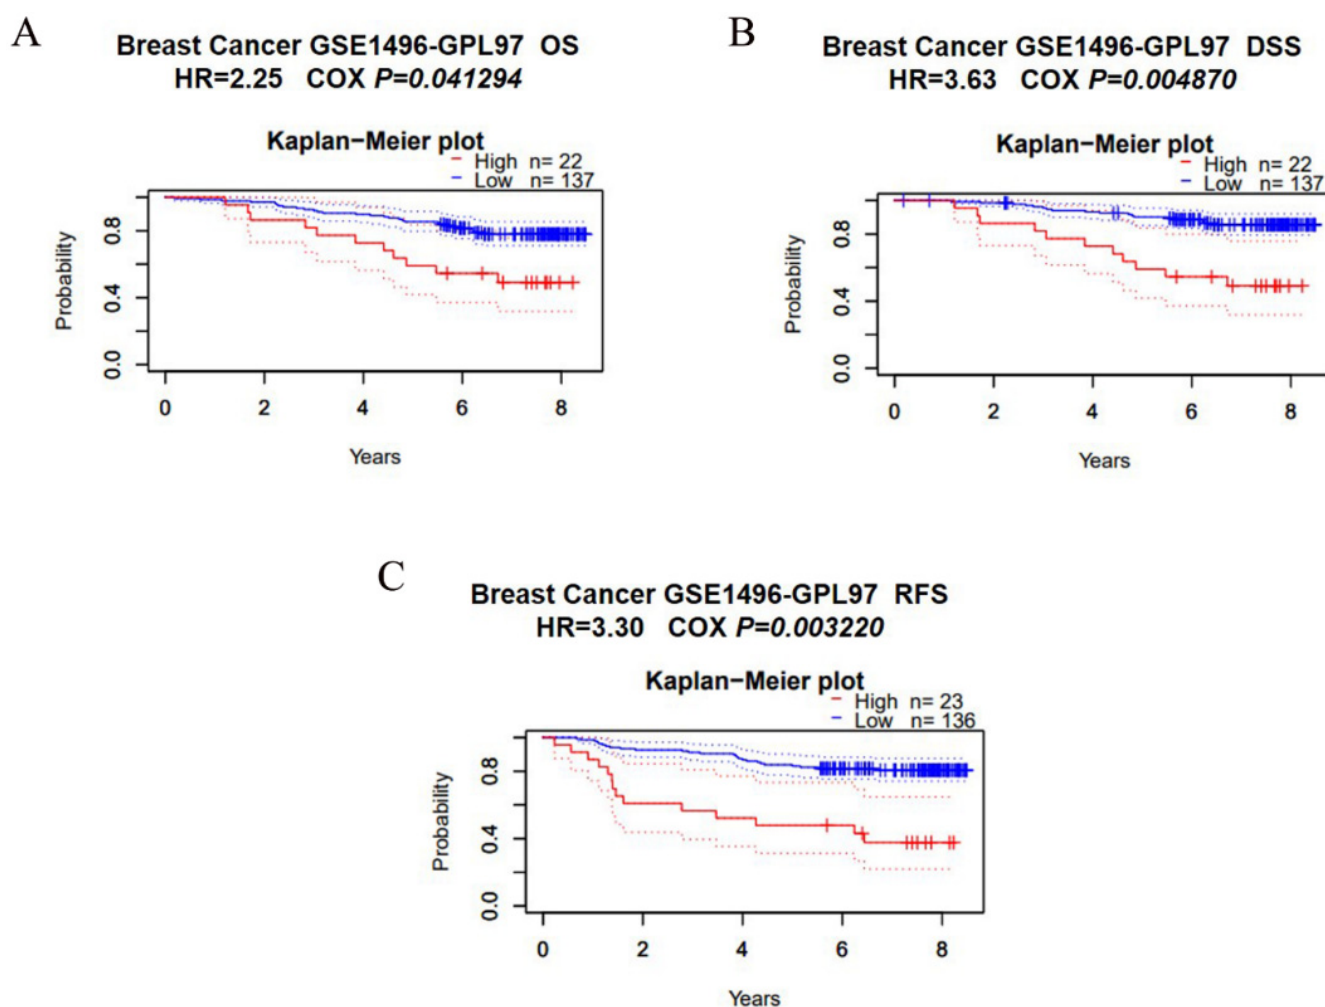 A
Breast Cancer GSE1496-GPL97 OS
HR=2.25 COX P=0.041294
Kaplan−Meier plot
High n= 22
Low n= 137
Probability
0.8
0.4
0.0
0 2 4 6 8
Years
B
Breast Cancer GSE1496-GPL97 DSS
HR=3.63 COX P=0.004870
Kaplan−Meier plot
High n= 22
Low n= 137
Probability
0.8
0.4
0.0
0 2 4 6 8
Years
C
Breast Cancer GSE1496-GPL97 RFS
HR=3.30 COX P=0.003220
Kaplan−Meier plot
High n= 23
Low n= 136
Probability
0.8
0.4
0.0
0 2 4 6 8
Years